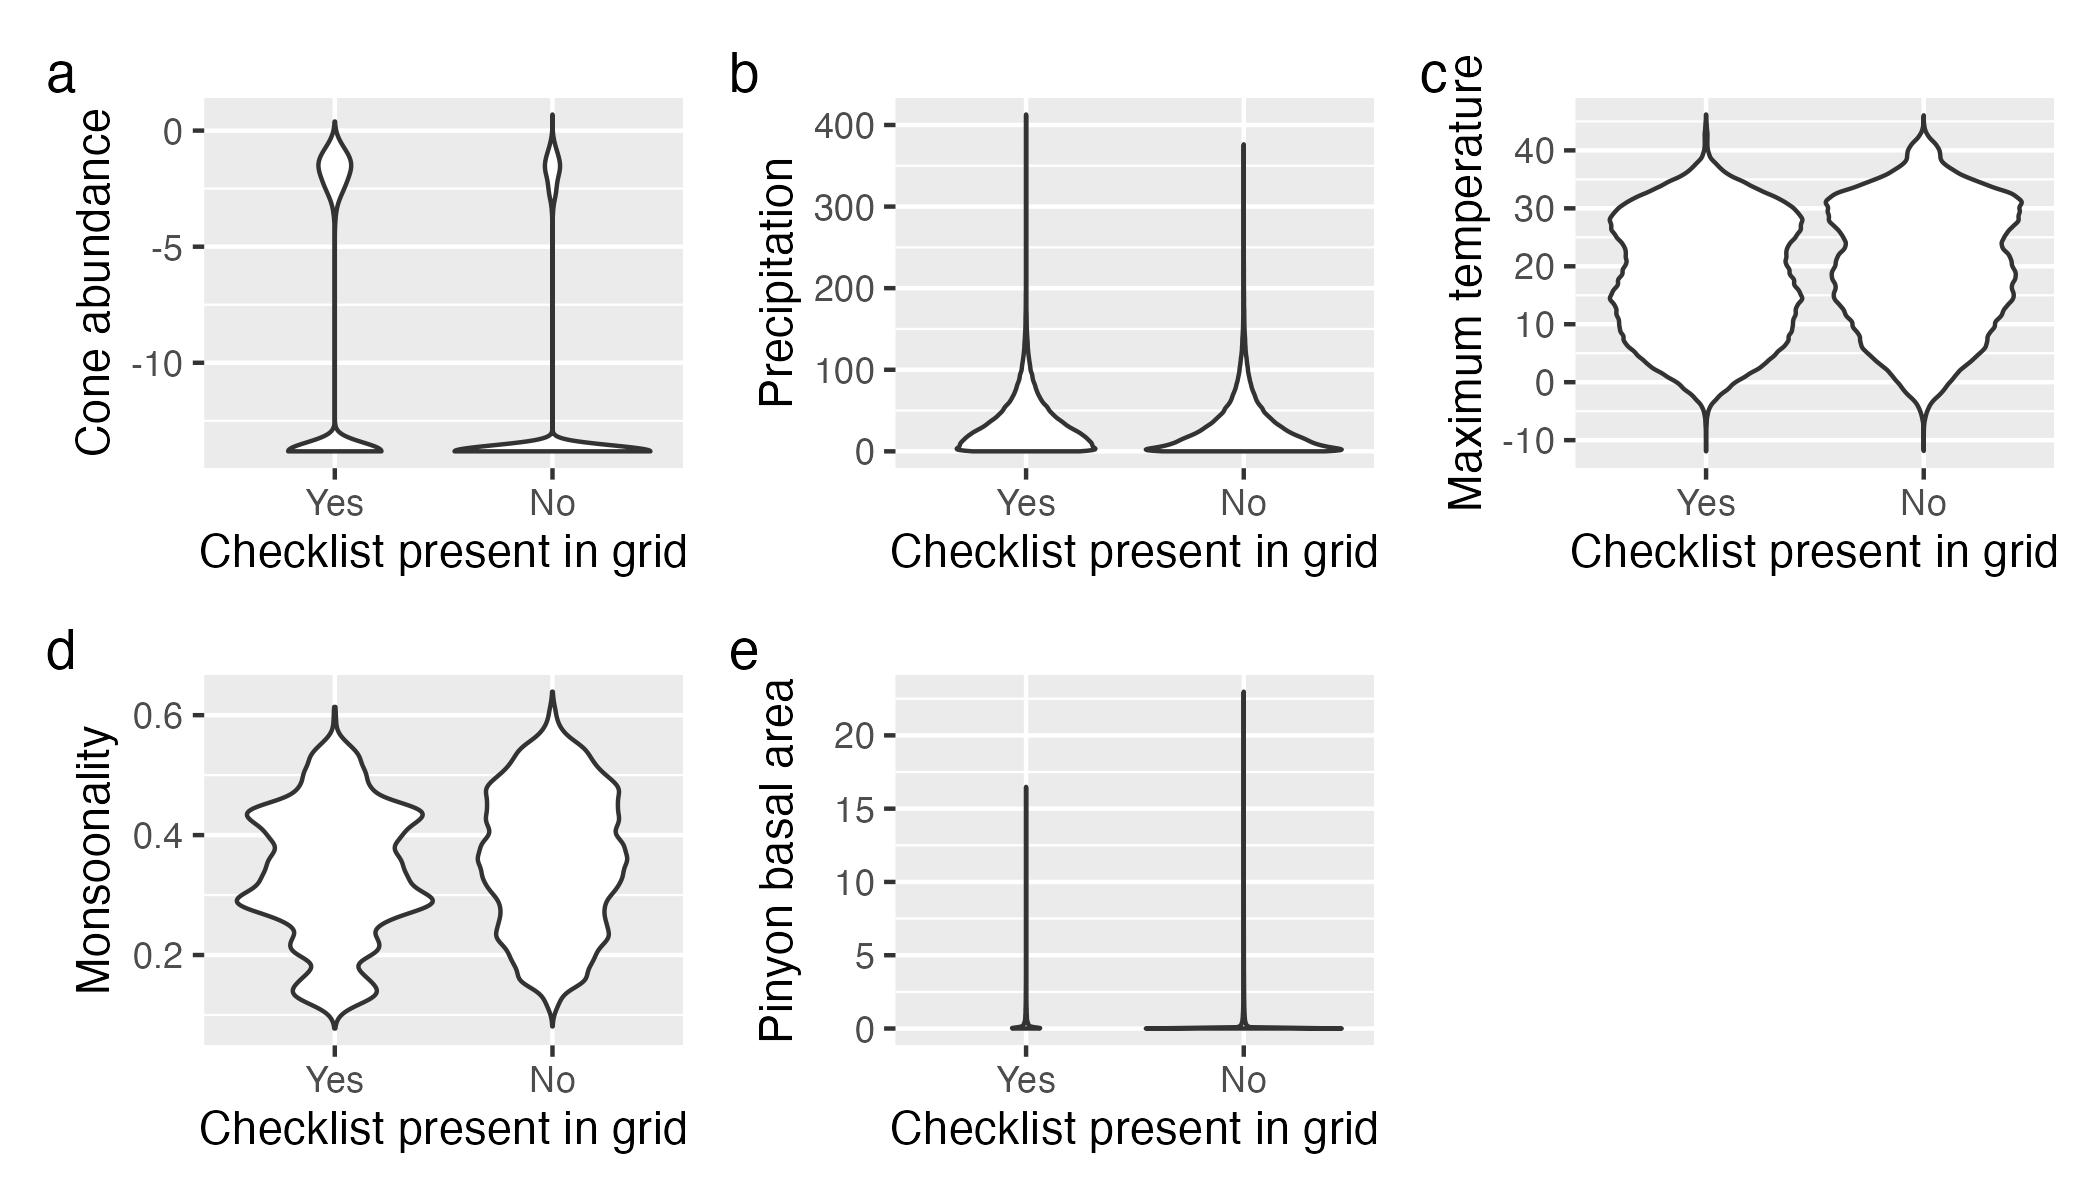 a
Cone abundance
0
-5
-10
Yes No
Checklist present in grid
b
Precipitation
400
300
200
100
0
Yes No
Checklist present in grid
c
Maximum temperature
40
30
20
10
0
-10
Yes No
Checklist present in grid
d
Monsoonality
0.6
0.4
0.2
Yes No
Checklist present in grid
e
Pinyon basal area
20
15
10
5
0
Yes No
Checklist present in grid